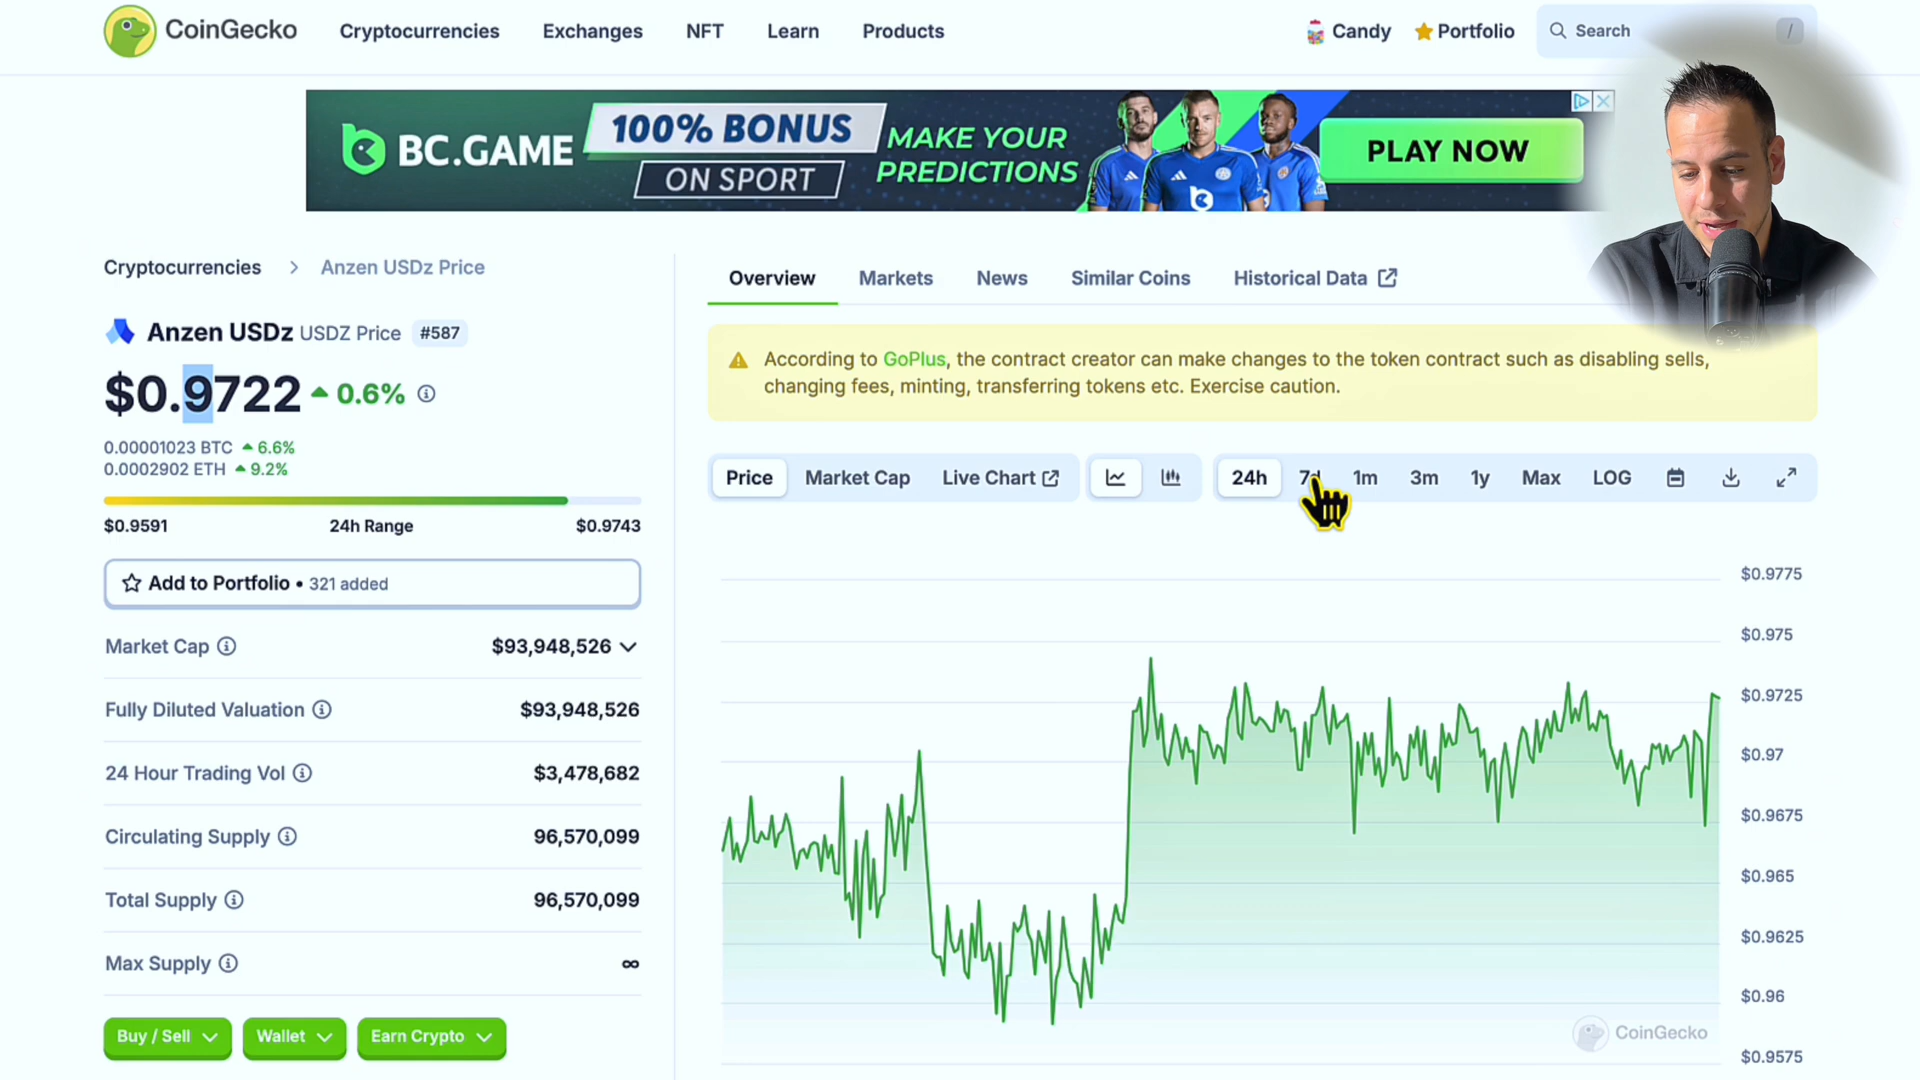 CoinGecko
Cryptocurrencies
Exchanges
NFT
Learn
Products
Candy
Portfolio
Search
/
BC.GAME
100% BONUS
ON SPORT
MAKE YOUR
PREDICTIONS
PLAY NOW
Cryptocurrencies > Anzen USDz Price
Anzen USDz USDZ Price #587
$0.9722 0.6%
0.00001023 BTC 6.6%
0.0002902 ETH 9.2%
$0.9591 24h Range $0.9743
Add to Portfolio • 321 added
Market Cap $93,948,526
Fully Diluted Valuation $93,948,526
24 Hour Trading Vol $3,478,682
Circulating Supply 96,570,099
Total Supply 96,570,099
Max Supply ∞
Buy / Sell
Wallet
Earn Crypto
Overview
Markets
News
Similar Coins
Historical Data
According to GoPlus, the contract creator can make changes to the token contract such as disabling sells,
changing fees, minting, transferring tokens etc. Exercise caution.
Price
Market Cap
Live Chart
24h
7d
1m
3m
1y
Max
LOG
$0.9775
$0.975
$0.9725
$0.97
$0.9675
$0.965
$0.9625
$0.96
$0.9575
CoinGecko